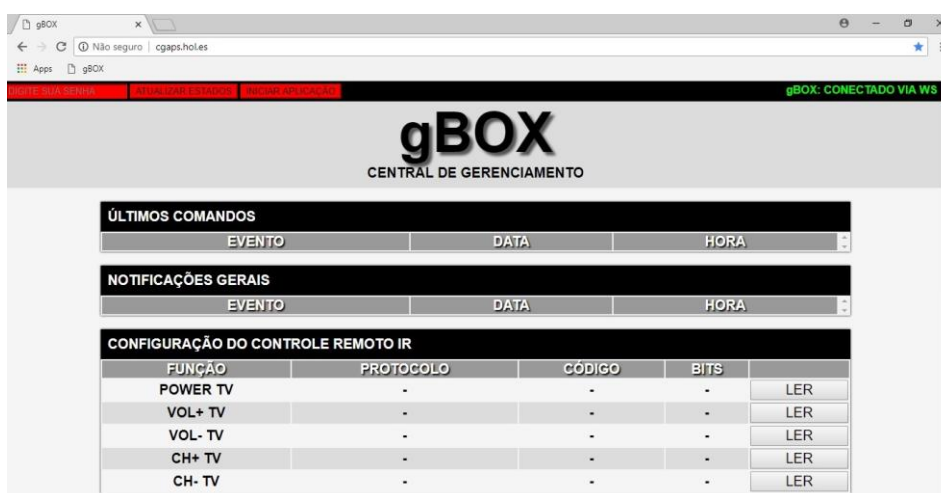 gBOX
Não seguro cgaps.hol.es
Apps gBOX
DIGITE SUA SENHA ATUALIZAR ESTADOS INICIAR APLICAÇÃO gBOX: CONECTADO VIA WS
gBOX
CENTRAL DE GERENCIAMENTO
ÚLTIMOS COMANDOS
EVENTO DATA HORA
NOTIFICAÇÕES GERAIS
EVENTO DATA HORA
CONFIGURAÇÃO DO CONTROLE REMOTO IR
FUNÇÃO PROTOCOLO CÓDIGO BITS
POWER TV - - - LER
VOL+ TV - - - LER
VOL- TV - - - LER
CH+ TV - - - LER
CH- TV - - - LER